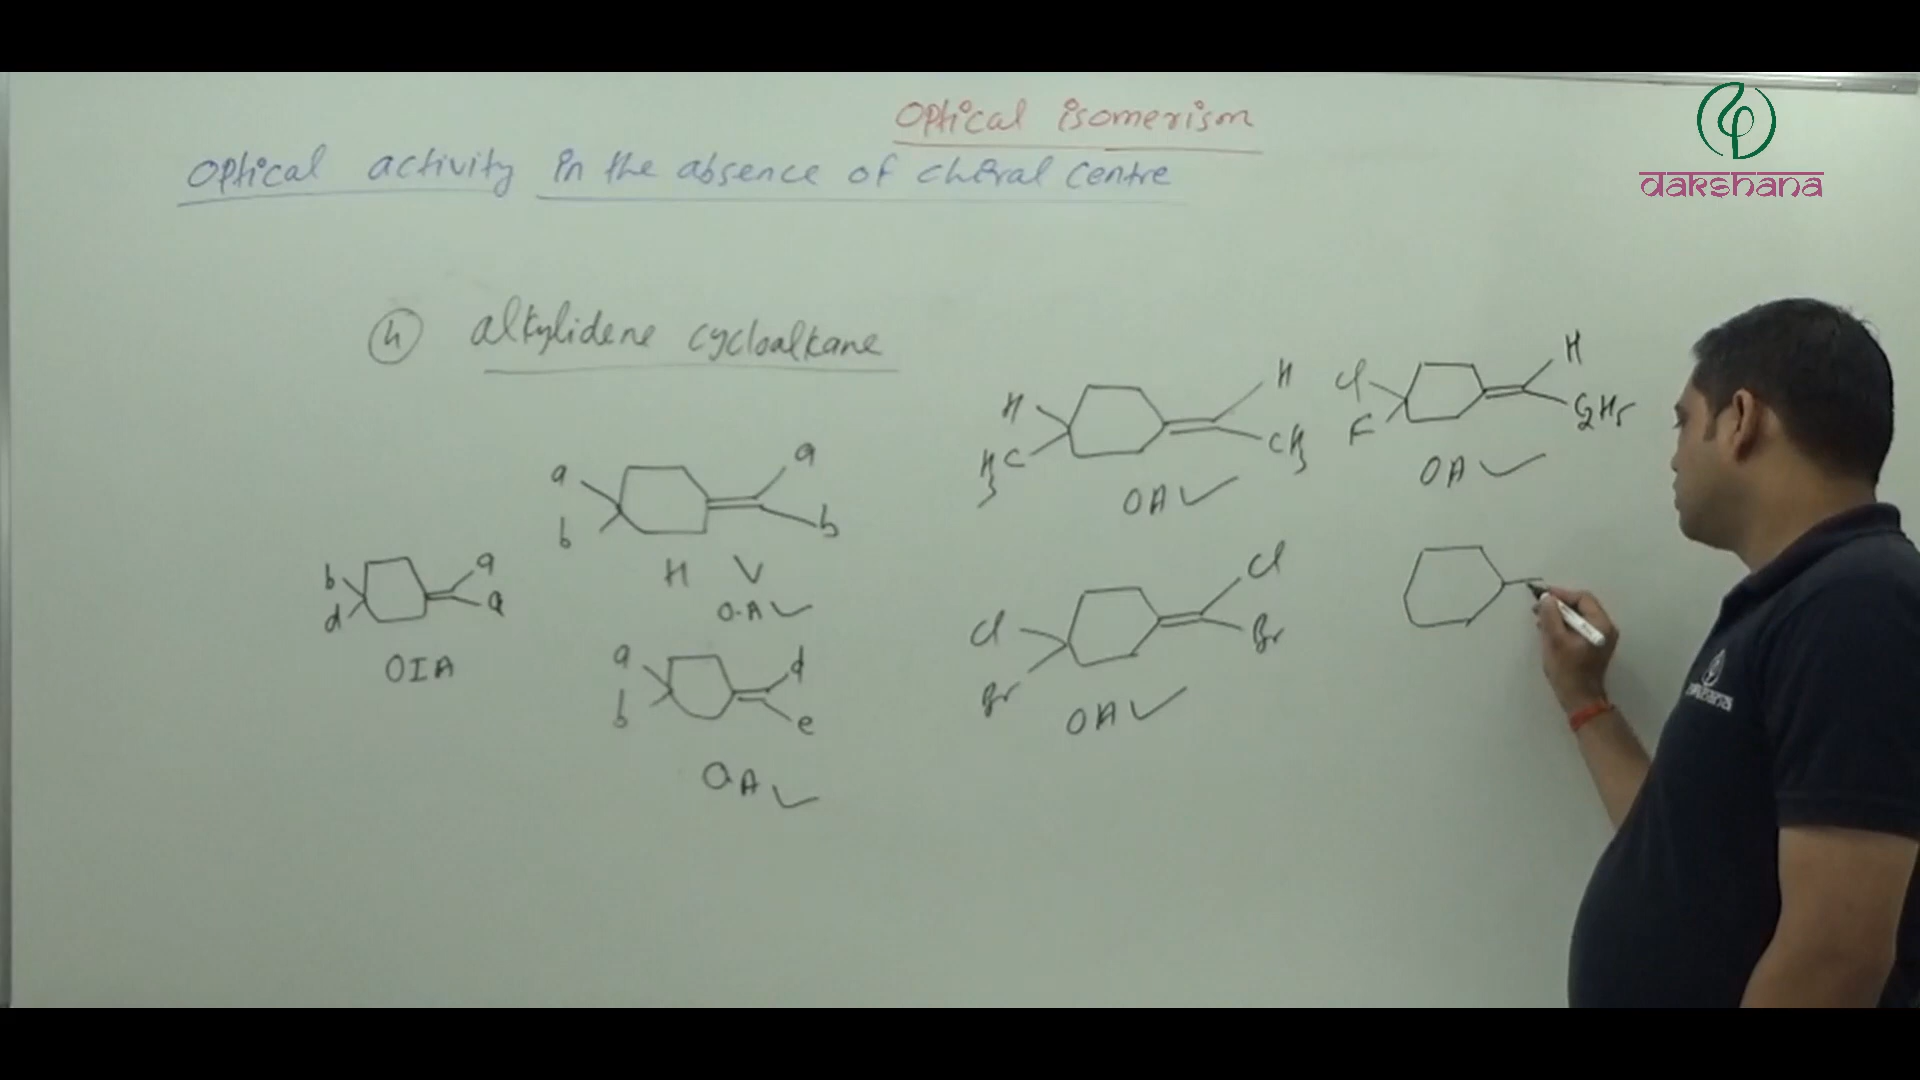 Optical isomerism
dakshana
Optical activity in the absence of chiral centre
4 alkylidene cycloalkane
H
H
Cl
H
H3C
CH3
F
C2H5
OA ✓
OA ✓
a
a
b
b
H V
O.A ✓
b
a
d
a
OIA
Cl
Cl
Br
Br
OA ✓
a
d
b
e
OA ✓